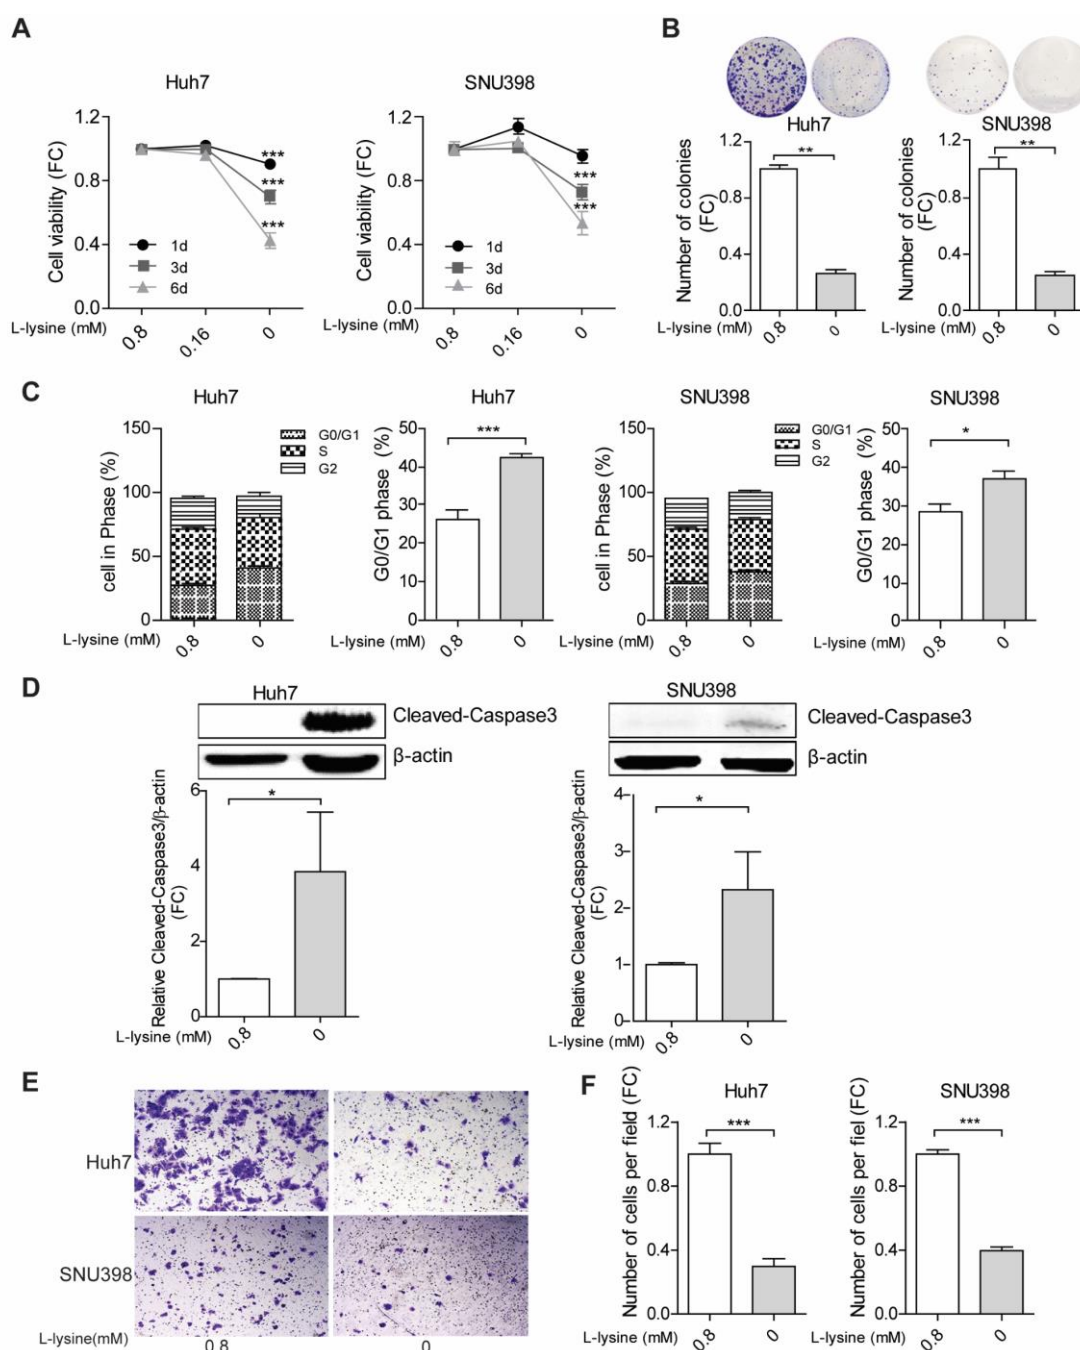 A
Huh7
Cell viability (FC)
1.2
0.8
0.4
0.0
***
***
***
1d
3d
6d
L-lysine (mM)
0.8
0.16
0
SNU398
Cell viability (FC)
1.2
0.8
0.4
0.0
***
***
1d
3d
6d
L-lysine (mM)
0.8
0.16
0
B
Huh7
Number of colonies
(FC)
1.2
0.8
0.4
0.0
**
L-lysine (mM)
0.8
0
SNU398
Number of colonies
(FC)
1.2
0.8
0.4
0.0
**
0.8
0
C
Huh7
cell in Phase (%)
150
100
50
0
G0/G1
S
G2
L-lysine (mM)
0.8
0
Huh7
G0/G1 phase (%)
50
40
30
20
10
0
***
L-lysine (mM)
0.8
0
SNU398
cell in Phase (%)
150
100
50
0
G0/G1
S
G2
L-lysine (mM)
0.8
0
SNU398
G0/G1 phase (%)
50
40
30
20
10
0
*
L-lysine (mM)
0.8
0
D
Huh7
Cleaved-Caspase3
β-actin
Relative Cleaved-Caspase3/β-actin
(FC)
6
4
2
0
*
L-lysine (mM)
0.8
0
SNU398
Cleaved-Caspase3
β-actin
Relative Cleaved-Caspase3/β-actin
(FC)
4
3
2
1
0
*
L-lysine (mM)
0.8
0
E
Huh7
SNU398
L-lysine(mM)
0.8
0
F
Huh7
Number of cells per field (FC)
1.2
0.8
0.4
0.0
***
L-lysine (mM)
0.8
0
SNU398
Number of cells per fiel (FC)
1.2
0.8
0.4
0.0
***
0.8
0